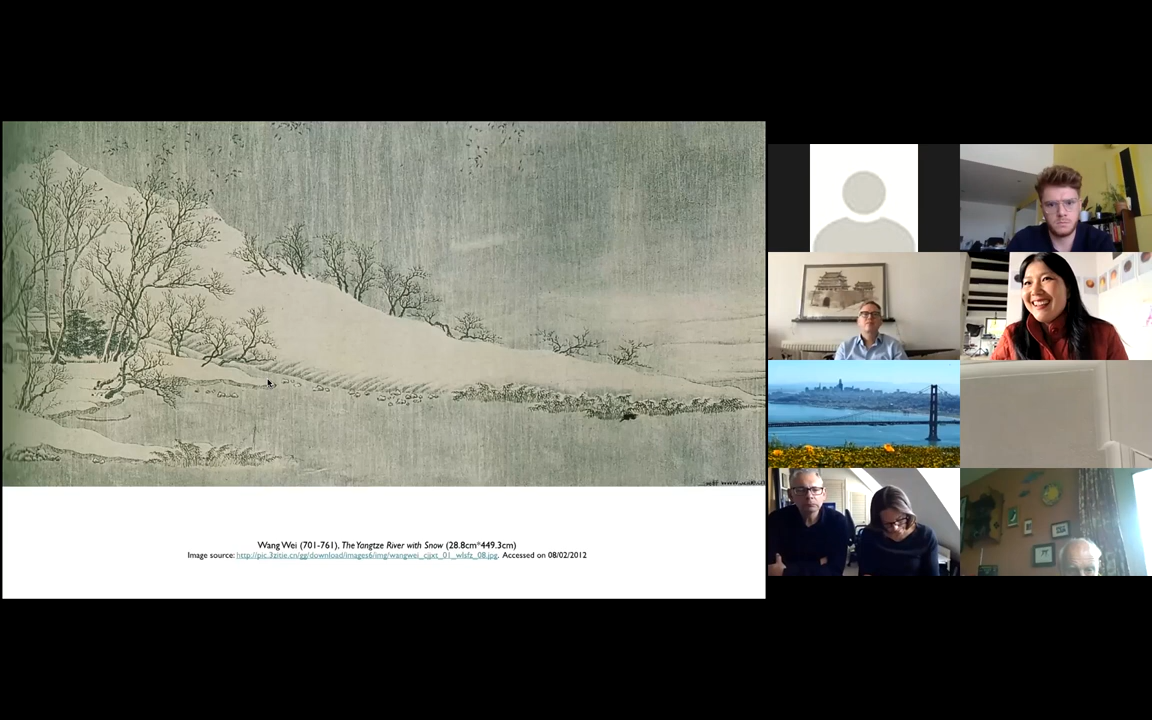 Wang Wei (701-761), The Yangtze River with Snow (28.8cm*449.3cm)
Image source: http://pic.3zitie.cn/gg/download/images6/img/wangwei_cjjxt_01__wlsfz_08.jpg. Accessed on 08/02/2012